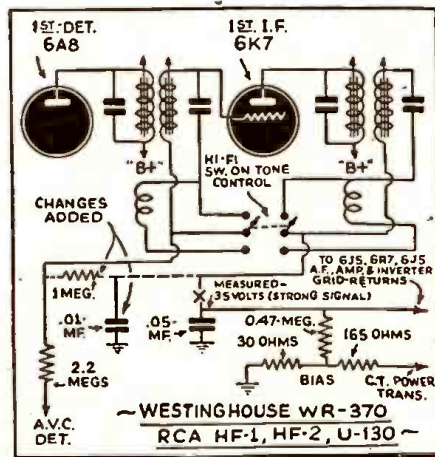 1ST. DET.
6A8
1ST. I.F.
6K7
"B+"
HI-FI
SW. ON TONE
CONTROL
"B+"
CHANGES
ADDED
1 MEG.
.01-
MF.
MEASURED-
35 VOLTS (STRONG SIGNAL)
.05-
MF.
TO 6J5, 6R7, 6J5
A.F., AMP., & INVERTER
GRID-RETURNS
0.47-MEG.
30 OHMS
165 OHMS
2.2
MEGS
BIAS
C.T. POWER
TRANS.
A.V.C.
DET.
~WESTINGHOUSE WR-370
RCA HF-1, HF-2, U-130~